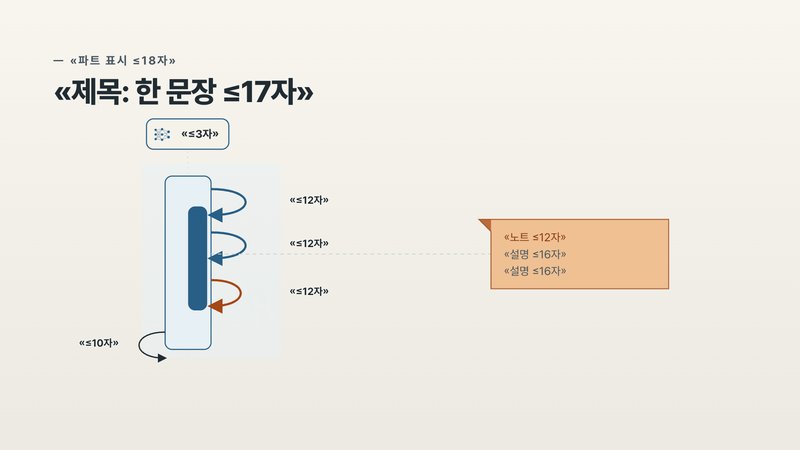 — «파트 표시 ≤18자»
«제목: 한 문장 ≤17자»
«≤3자»
«≤12자»
«≤12자»
«≤12자»
«≤10자»
«노트 ≤12자»
«설명 ≤16자»
«설명 ≤16자»